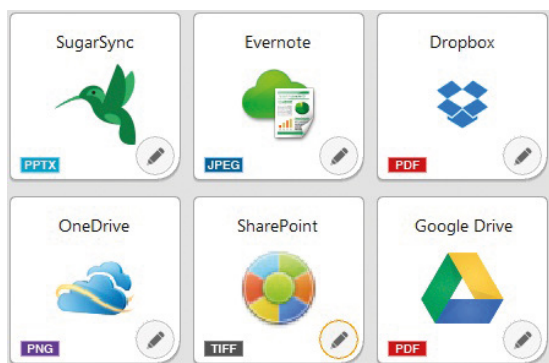 SugarSync
Evernote
Dropbox
PPTX
JPEG
PDF
OneDrive
SharePoint
Google Drive
PNG
TIFF
PDF